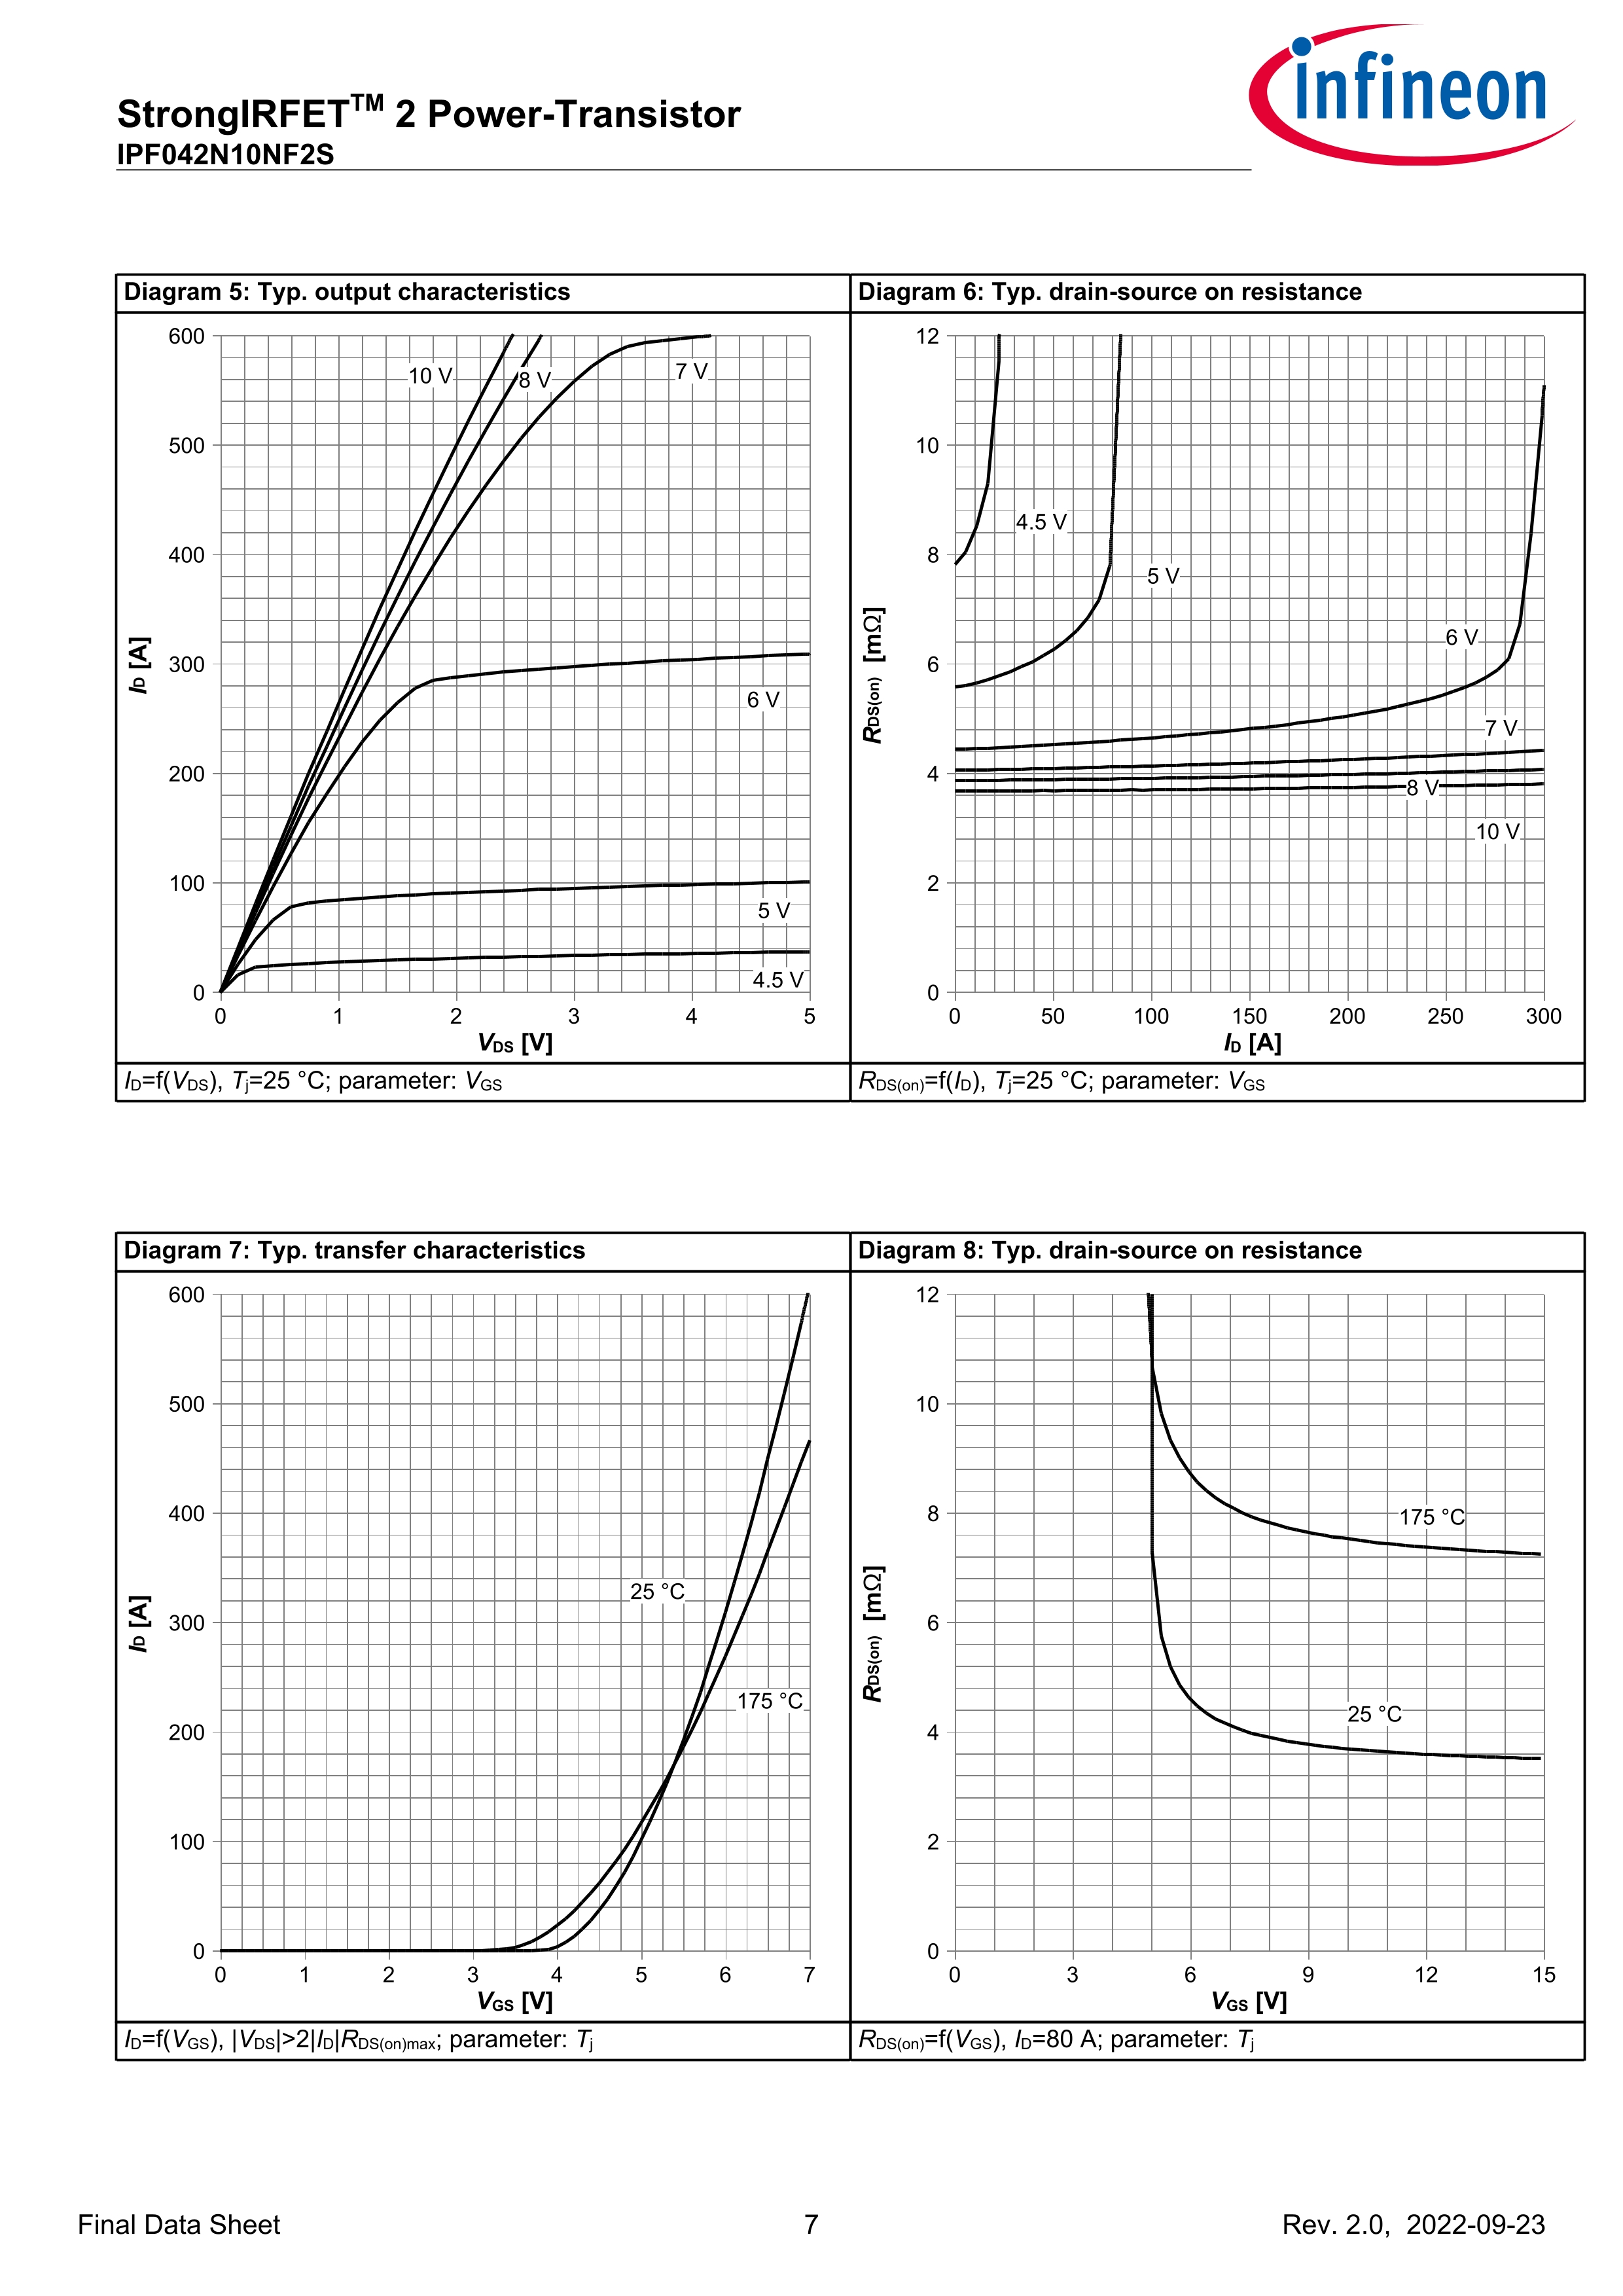 infineon
StrongIRFET™ 2 Power-Transistor
IPF042N10NF2S
Diagram 5: Typ. output characteristics
600
500
400
300
200
100
0
0 1 2 3 4 5
10 V
8 V
7 V
6 V
5 V
4.5 V
ID [A]
VDS [V]
ID=f(VDS), Tj=25 °C; parameter: VGS
Diagram 6: Typ. drain-source on resistance
12
10
8
6
4
2
0
0 50 100 150 200 250 300
4.5 V
5 V
6 V
7 V
8 V
10 V
RDS(on) [mΩ]
ID [A]
RDS(on)=f(ID), Tj=25 °C; parameter: VGS
Diagram 7: Typ. transfer characteristics
600
500
400
300
200
100
0
0 1 2 3 4 5 6 7
25 °C
175 °C
ID [A]
VGS [V]
ID=f(VGS), |VDS|>2|ID|RDS(on)max; parameter: Tj
Diagram 8: Typ. drain-source on resistance
12
10
8
6
4
2
0
0 3 6 9 12 15
175 °C
25 °C
RDS(on) [mΩ]
VGS [V]
RDS(on)=f(VGS), ID=80 A; parameter: Tj
Final Data Sheet
7
Rev. 2.0, 2022-09-23